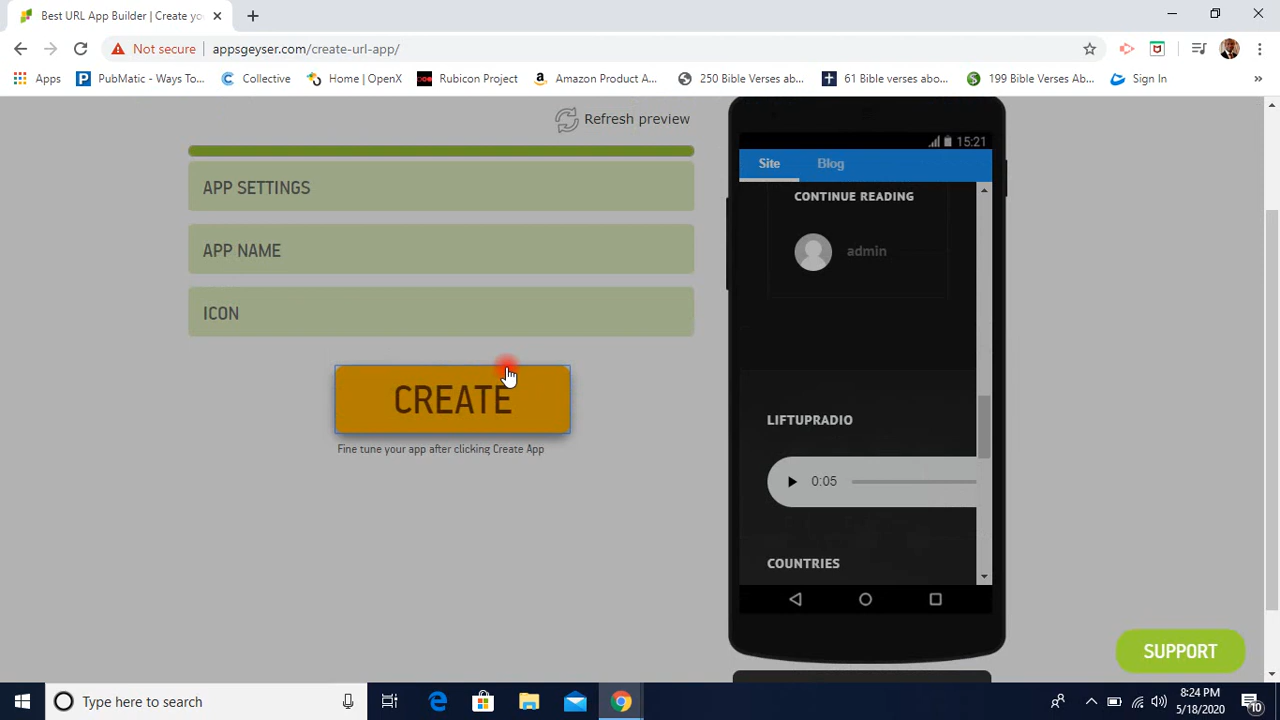 Best URL App Builder | Create yo
Not secure
appsgeyser.com/create-url-app/
Apps
PubMatic - Ways To...
Collective
Home | OpenX
Rubicon Project
Amazon Product A...
250 Bible Verses ab...
61 Bible verses abo...
199 Bible Verses Ab...
Sign In
Refresh preview
APP SETTINGS
APP NAME
ICON
CREATE
Fine tune your app after clicking Create App
15:21
Site
Blog
CONTINUE READING
admin
LIFTUPRADIO
0:05
COUNTRIES
SUPPORT
Type here to search
8:24 PM
5/18/2020
10